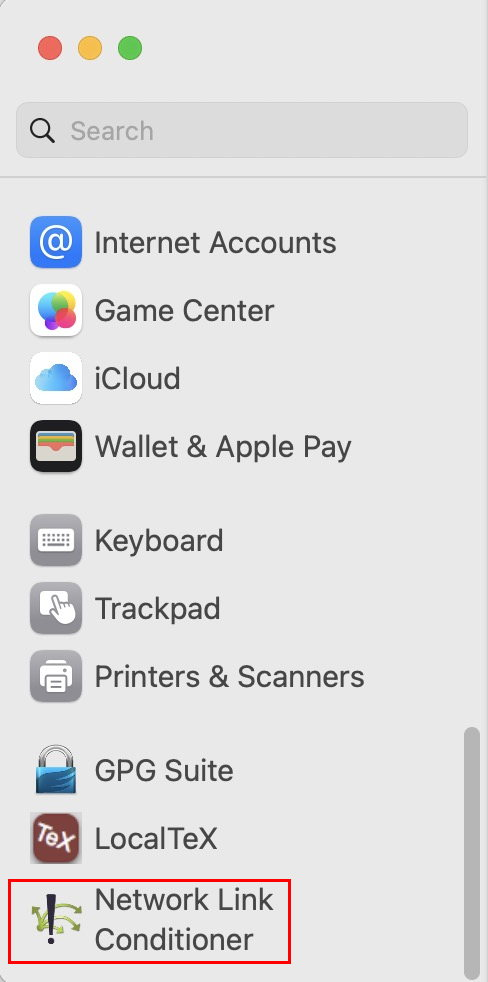 Search
@
Internet Accounts
Game Center
iCloud
Wallet & Apple Pay
Keyboard
Trackpad
Printers & Scanners
GPG Suite
TeX
LocalTeX
Network Link
Conditioner